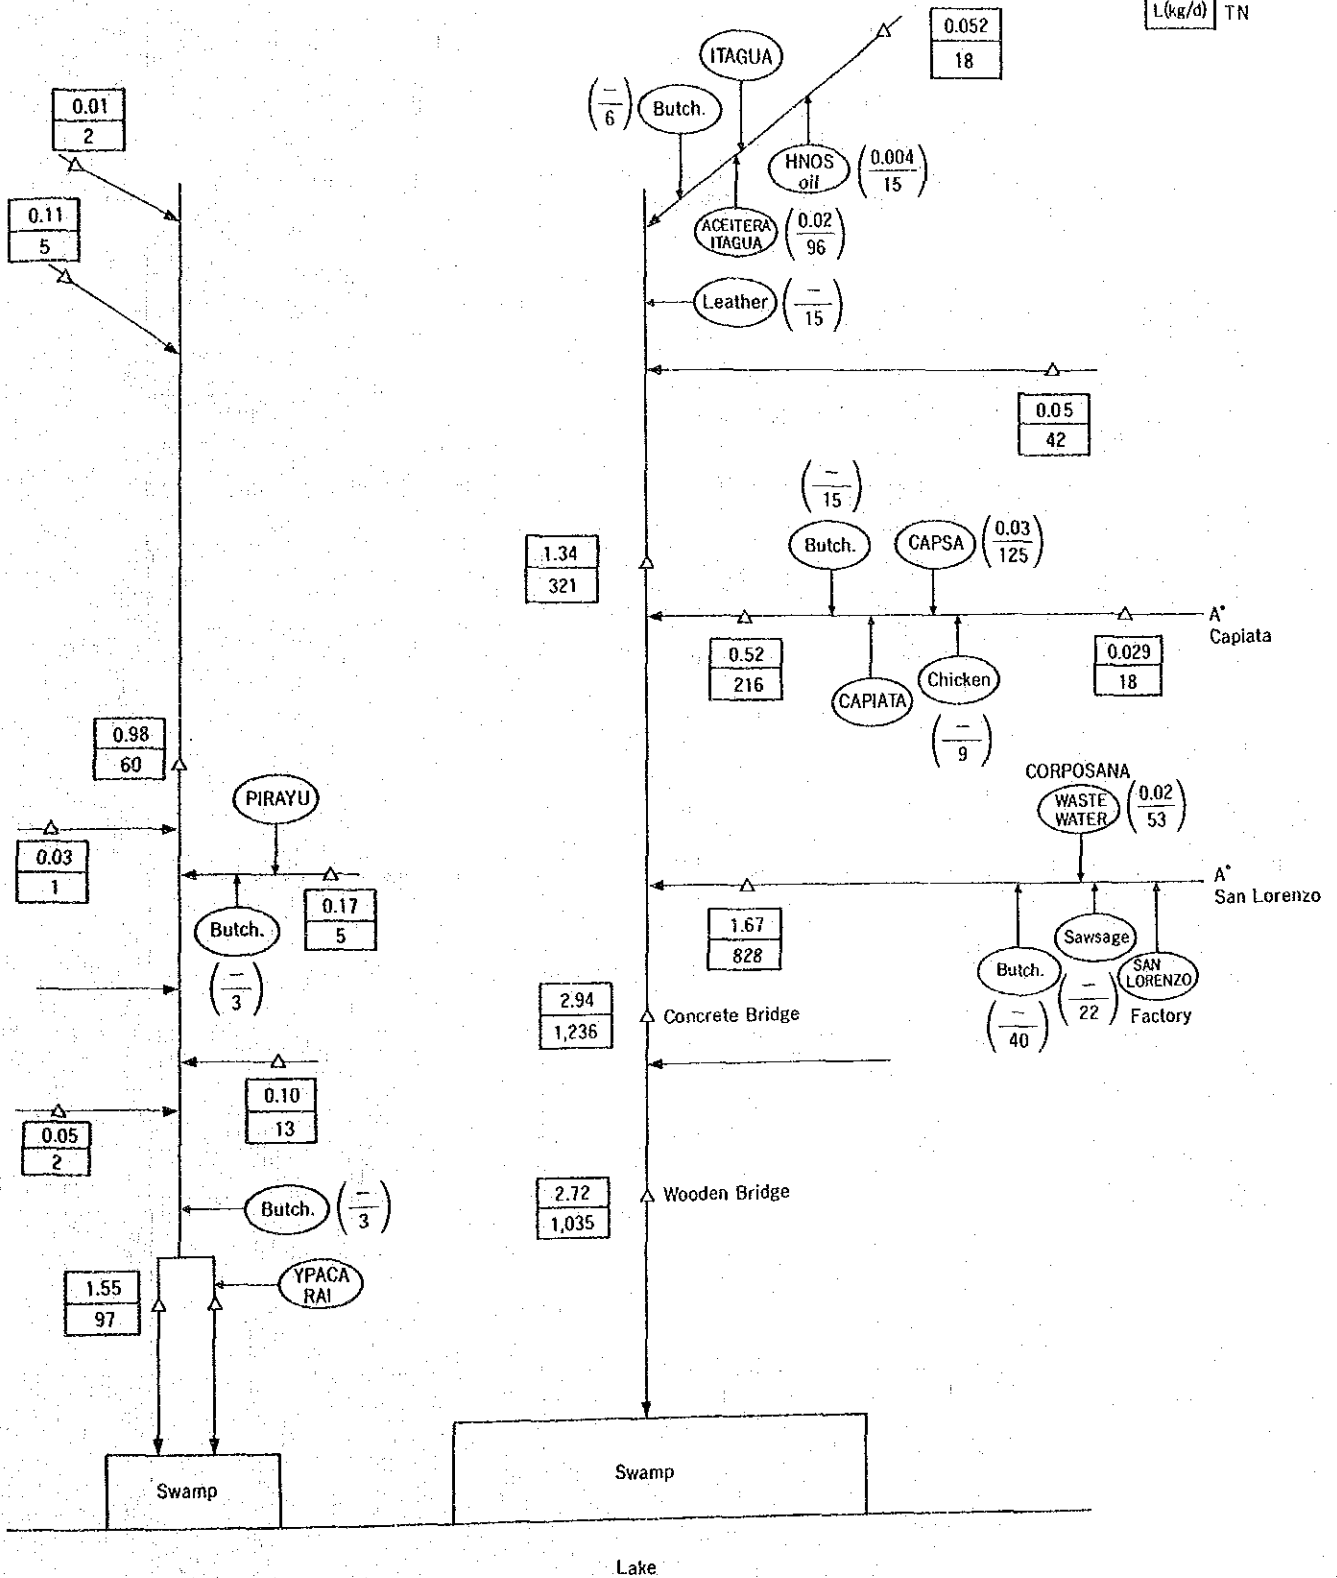 L(kg/d) TN
0.052
18
ITAGUA
(–/6) Butch.
HNOS
oil
(0.004/15)
ACEITERA
ITAGUA
(0.02/96)
Leather (–/15)
0.05
42
0.01
2
0.11
5
(–/15)
Butch.
CAPSA (0.03/125)
1.34
321
A°
Capiata
0.52
216
CAPIATA
Chicken
(–/9)
0.029
18
0.98
60
PIRAYU
0.03
1
0.17
5
Butch.
(–/3)
CORPOSANA
WASTE
WATER
(0.02/53)
A°
San Lorenzo
1.67
828
Butch.
(–/40)
Sawsage
(–/22)
SAN
LORENZO
Factory
2.94
1,236
Concrete Bridge
0.10
13
0.05
2
Butch. (–/3)
2.72
1,035
Wooden Bridge
YPACA
RAI
1.55
97
Swamp
Swamp
Lake